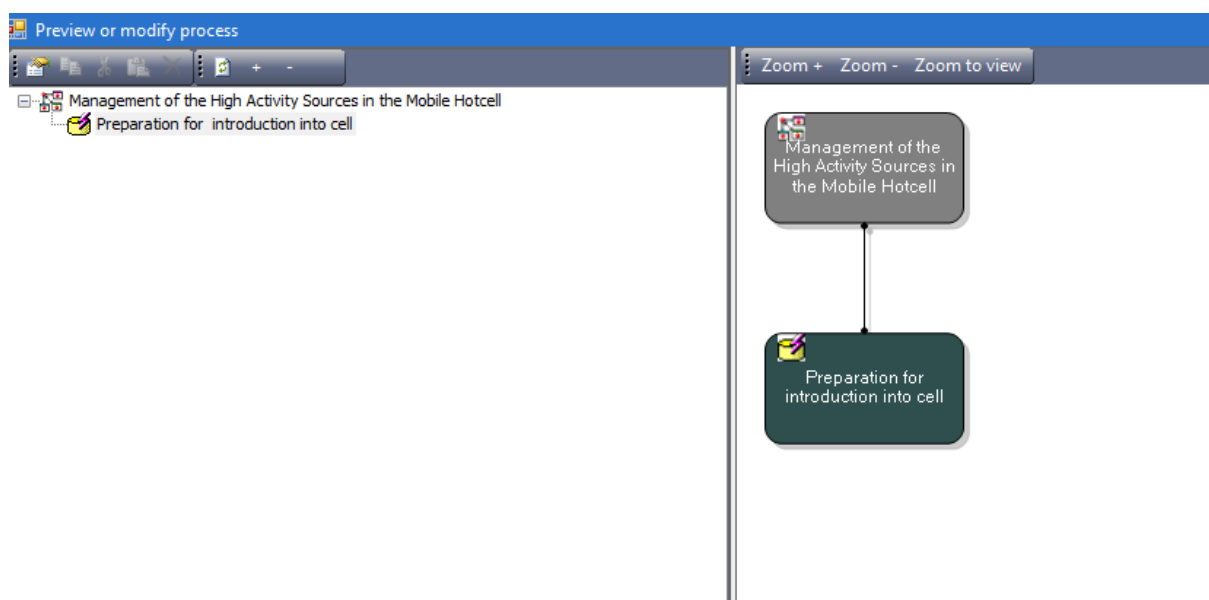 Preview or modify process
+ -
Zoom + Zoom - Zoom to view
Management of the High Activity Sources in the Mobile Hotcell
Preparation for introduction into cell
Management of the
High Activity Sources in
the Mobile Hotcell
Preparation for
introduction into cell